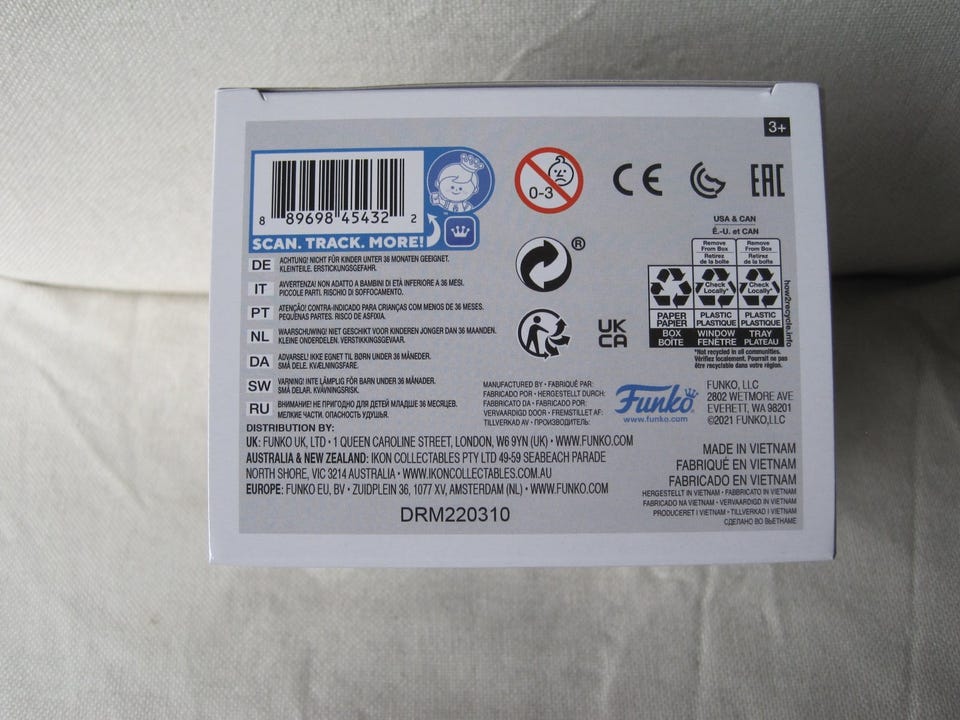 3+
8 89698 45432 2
SCAN. TRACK. MORE!
0-3
CE
EAC
USA & CAN
É.-U. et CAN
Remove From Box
Retirez de la boîte
Remove From Box
Retirez de la boîte
Check Locally*
Check Locally*
PAPER
PAPIER
PLASTIC
PLASTIQUE
PLASTIC
PLASTIQUE
BOX
BOITE
WINDOW
FENÊTRE
TRAY
PLATEAU
how2recycle.info
*Not recycled in all communities.
Vérifiez localement. Pourrait ne pas
être recyclable dans votre région.
®
UK
CA
DE ACHTUNG! NICHT FÜR KINDER UNTER 36 MONATEN GEEIGNET.
KLEINTEILE. ERSTICKUNGSGEFAHR.
IT AVVERTENZA! NON ADATTO A BAMBINI DI ETÀ INFERIORE A 36 MESI.
PICCOLE PARTI. RISCHIO DI SOFFOCAMENTO.
PT ATENÇÃO! CONTRA-INDICADO PARA CRIANÇAS COM MENOS DE 36 MESES.
PEQUENAS PARTES. RISCO DE ASFIXIA.
NL WAARSCHUWING! NIET GESCHIKT VOOR KINDEREN JONGER DAN 36 MAANDEN.
KLEINE ONDERDELEN. VERSTIKKINGSGEVAAR.
DA ADVARSEL! IKKE EGNET TIL BØRN UNDER 36 MÅNEDER.
SMÅ DELE. KVÆLNINGSFARE.
SW VARNING! INTE LÄMPLIG FÖR BARN UNDER 36 MÅNADER.
SMÅ DELAR. KVÄVNINGSRISK.
RU ВНИМАНИЕ! НЕ ПРИГОДНО ДЛЯ ДЕТЕЙ МЛАДШЕ 36 МЕСЯЦЕВ.
МЕЛКИЕ ЧАСТИ. ОПАСНОСТЬ УДУШЬЯ.
MANUFACTURED BY • FABRIQUÉ PAR:
FABRICADO POR • HERGESTELLT DURCH:
FABBRICATO DA • FABRICADO POR:
VERVAARDIGD DOOR • FREMSTILLET AF:
TILLVERKAD AV • ПРОИЗВОДИТЕЛЬ:
Funko
www.funko.com
FUNKO, LLC
2802 WETMORE AVE
EVERETT, WA 98201
©2021 FUNKO,LLC
DISTRIBUTION BY:
UK: FUNKO UK, LTD • 1 QUEEN CAROLINE STREET, LONDON, W6 9YN (UK) • WWW.FUNKO.COM
AUSTRALIA & NEW ZEALAND: IKON COLLECTABLES PTY LTD 49-59 SEABEACH PARADE
NORTH SHORE, VIC 3214 AUSTRALIA • WWW.IKONCOLLECTABLES.COM.AU
EUROPE: FUNKO EU, BV • ZUIDPLEIN 36, 1077 XV, AMSTERDAM (NL) • WWW.FUNKO.COM
DRM220310
MADE IN VIETNAM
FABRIQUÉ EN VIETNAM
FABRICADO EN VIETNAM
HERGESTELLT IN VIETNAM • FABBRICATO IN VIETNAM
FABRICADO NA VIETNAM • VERVAARDIGD IN VIETNAM
PRODUCERET I VIETNAM • TILLVERKAD I VIETNAM
СДЕЛАНО ВО ВЬЕТНАМЕ